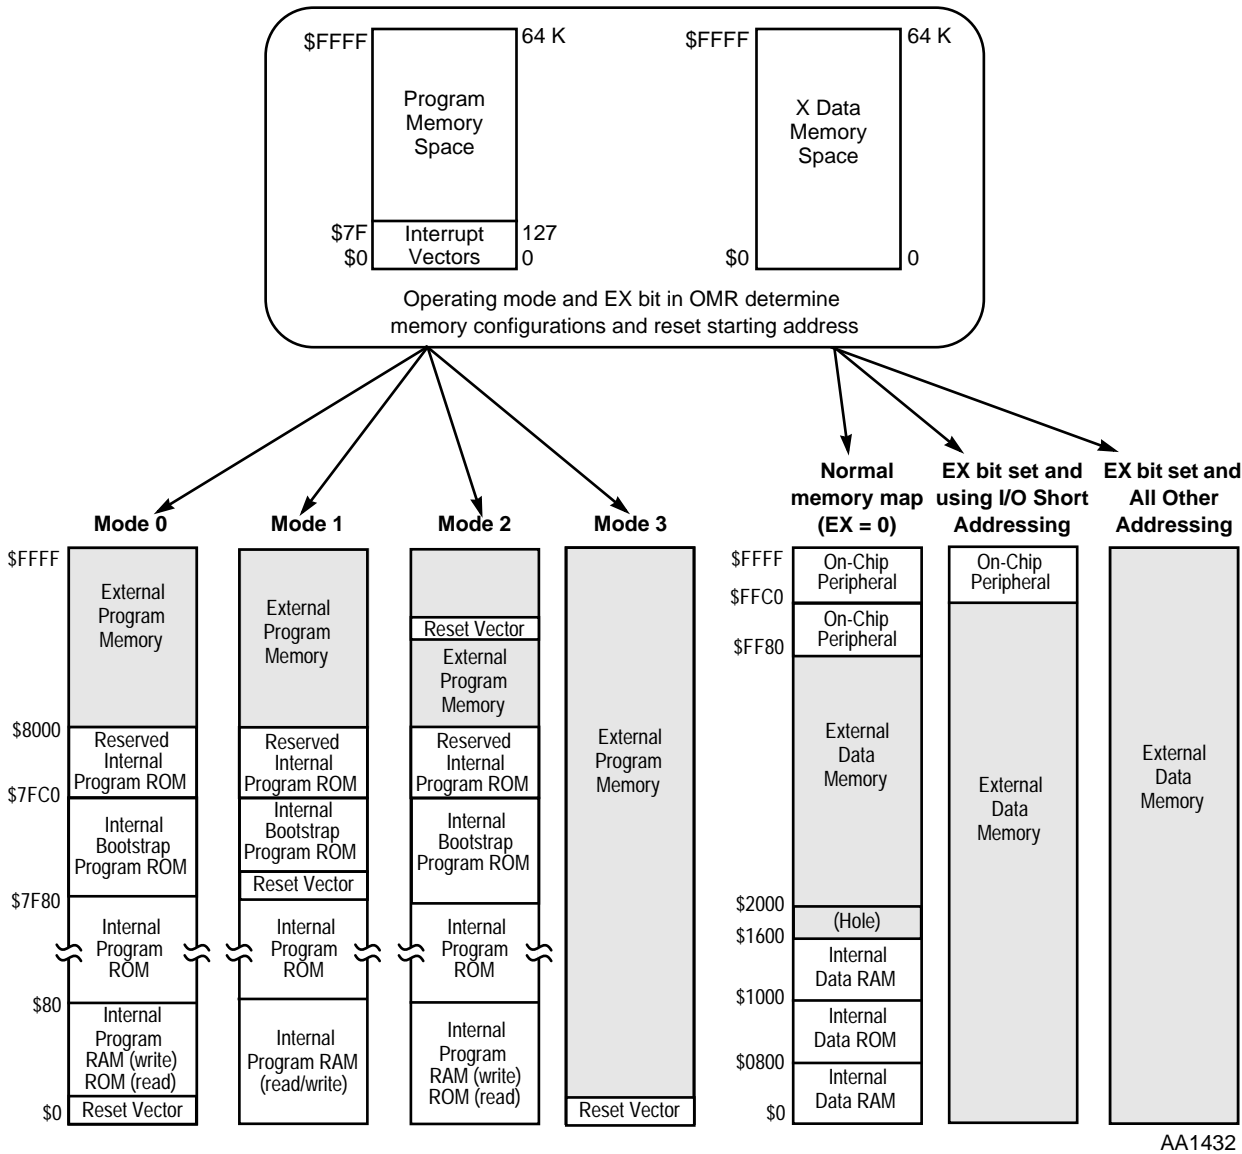 $FFFF
64 K
Program
Memory
Space
$7F
Interrupt
127
$0
Vectors
0
$FFFF
64 K
X Data
Memory
Space
$0
0
Operating mode and EX bit in OMR determine
memory configurations and reset starting address
Mode 0
Mode 1
Mode 2
Mode 3
Normal
memory map
(EX = 0)
EX bit set and
using I/O Short
Addressing
EX bit set and
All Other
Addressing
$FFFF
External
Program
Memory
$8000
Reserved
Internal
Program ROM
$7FC0
Internal
Bootstrap
Program ROM
$7F80
Internal
Program
ROM
$80
Internal
Program
RAM (write)
ROM (read)
$0
Reset Vector
External
Program
Memory
Reserved
Internal
Program ROM
Internal
Bootstrap
Program ROM
Reset Vector
Internal
Program
ROM
Internal
Program RAM
(read/write)
Reset Vector
External
Program
Memory
Reserved
Internal
Program ROM
Internal
Bootstrap
Program ROM
Internal
Program
ROM
Internal
Program
RAM (write)
ROM (read)
External
Program
Memory
Reset Vector
$FFFF
On-Chip
Peripheral
$FFC0
On-Chip
Peripheral
$FF80
External
Data
Memory
$2000
(Hole)
$1600
Internal
Data RAM
$1000
Internal
Data ROM
$0800
Internal
Data RAM
$0
On-Chip
Peripheral
External
Data
Memory
External
Data
Memory
AA1432